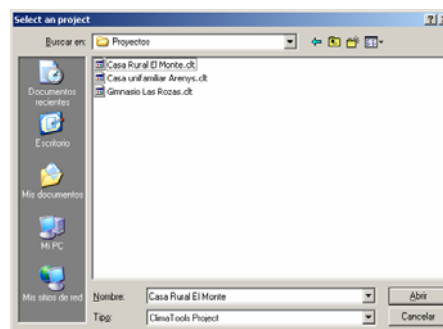 Select an project
Buscar en: Proyectos
Documentos
recientes
Escritorio
Mis documentos
Mi PC
Mis sitios de red
Casa Rural El Monte.clt
Casa unifamiliar Arenys.clt
Gimnasio Las Rozas.clt
Nombre: Casa Rural El Monte Abrir
Tipo: ClimaTools Project Cancelar